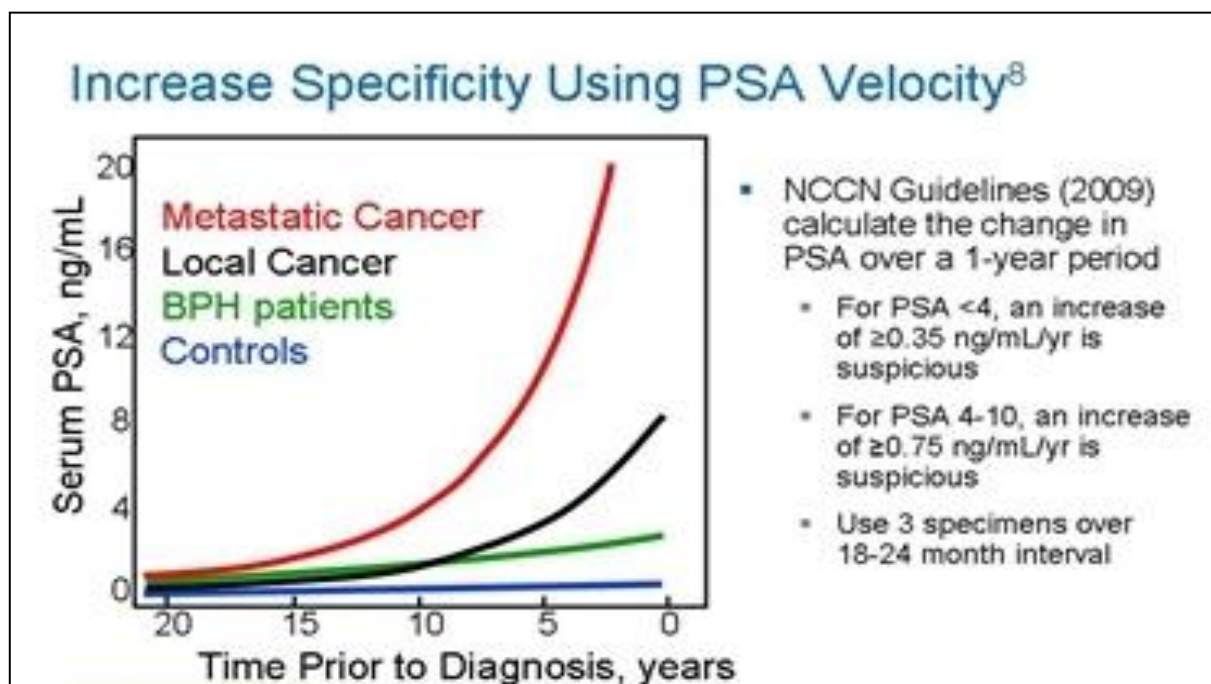 Increase Specificity Using PSA Velocity⁸
Serum PSA, ng/mL
20
16
12
8
4
0
Metastatic Cancer
Local Cancer
BPH patients
Controls
20 15 10 5 0
Time Prior to Diagnosis, years
▪ NCCN Guidelines (2009)
calculate the change in
PSA over a 1-year period
▪ For PSA <4, an increase
of ≥0.35 ng/mL/yr is
suspicious
▪ For PSA 4-10, an increase
of ≥0.75 ng/mL/yr is
suspicious
▪ Use 3 specimens over
18-24 month interval